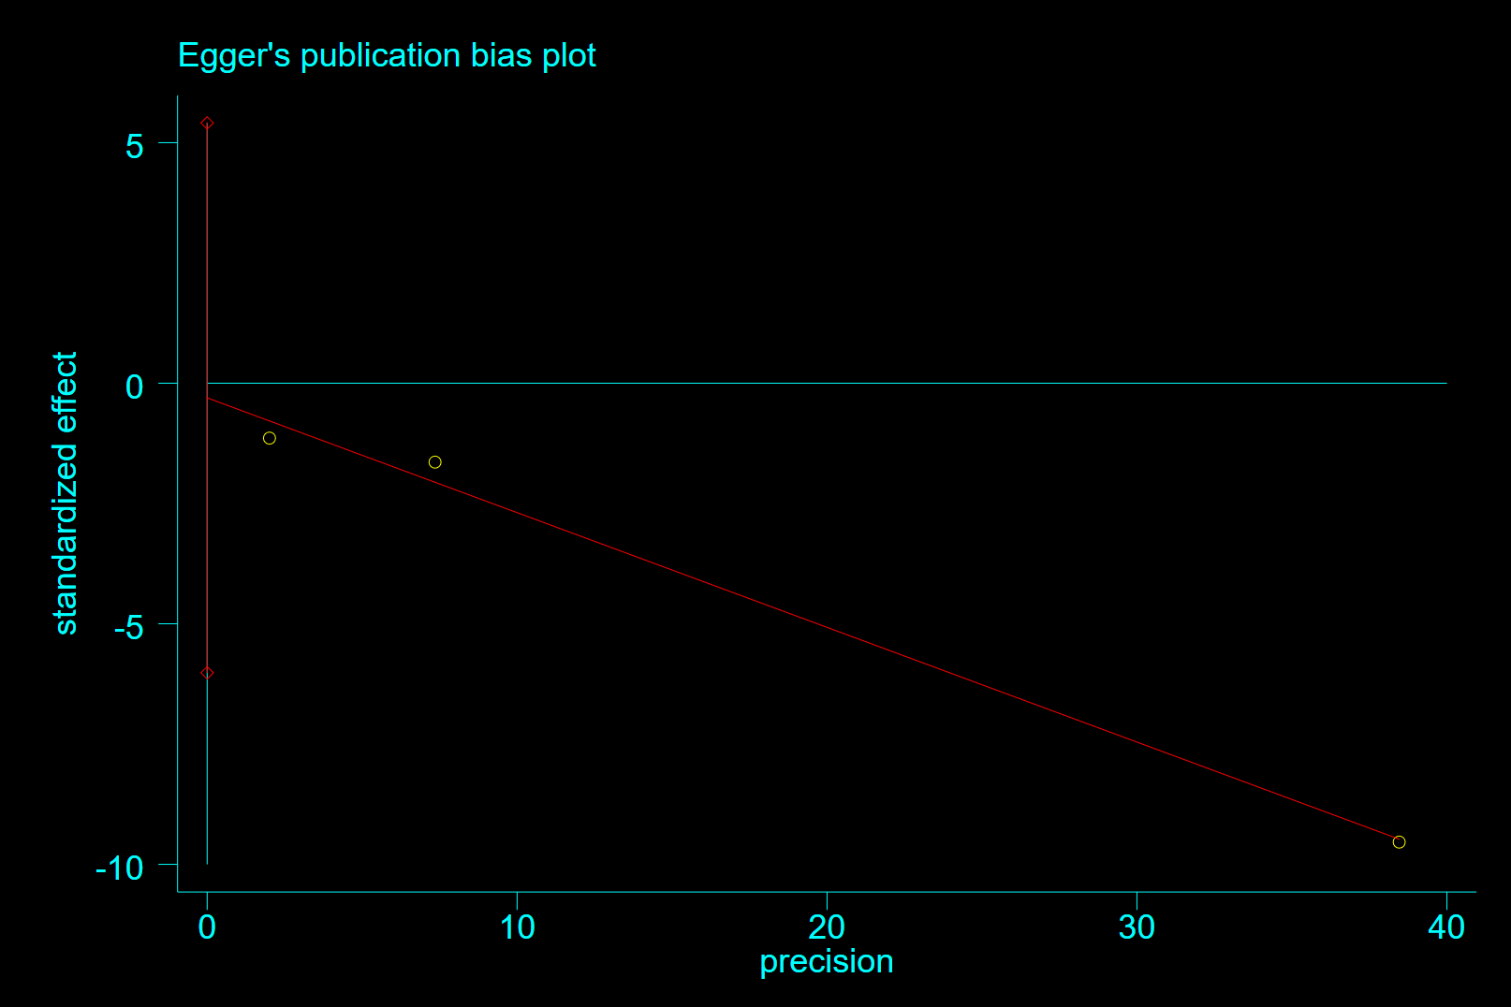 Egger's publication bias plot
standardized effect
5
0
-5
-10
0 10 20 30 40
precision